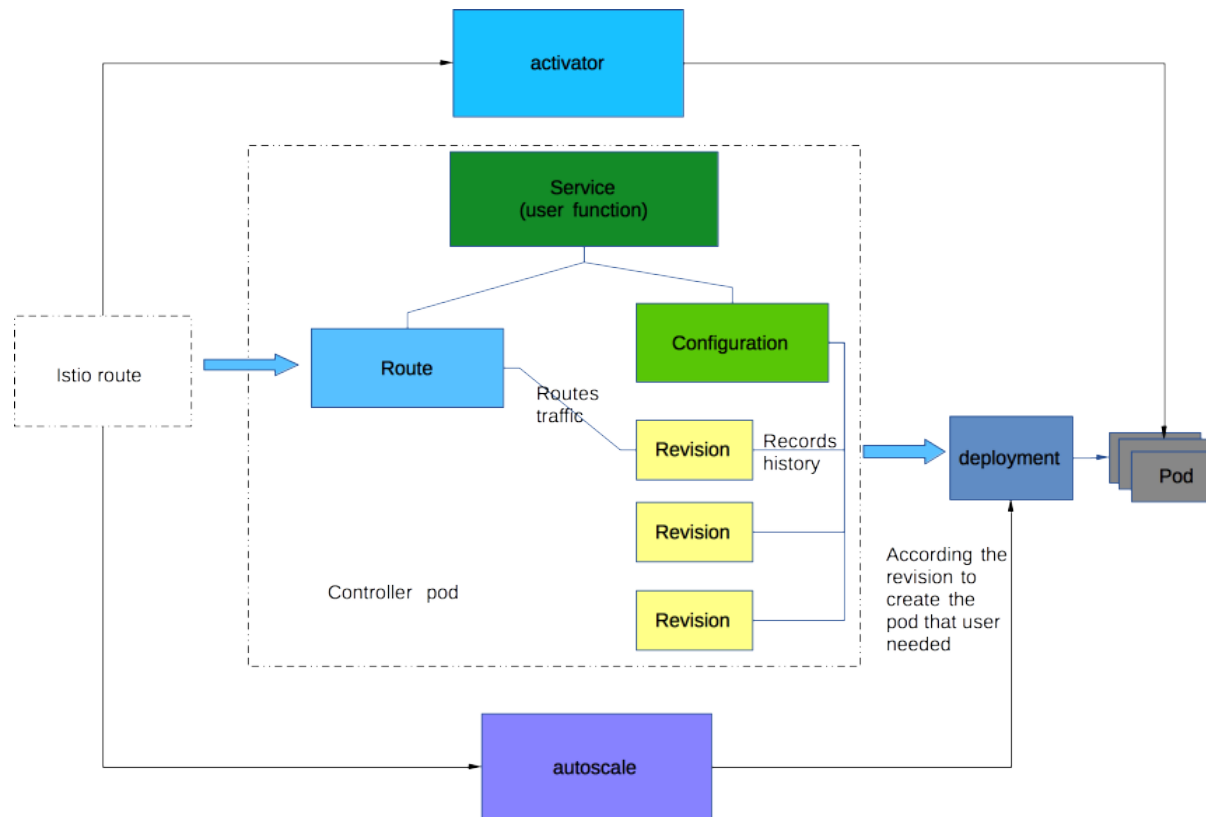 activator
Service
(user function)
Istio route
Route
Configuration
Routes
traffic
Revision
Records
history
deployment
Pod
Revision
According the
revision to
create the
pod that user
needed
Controller pod
Revision
autoscale